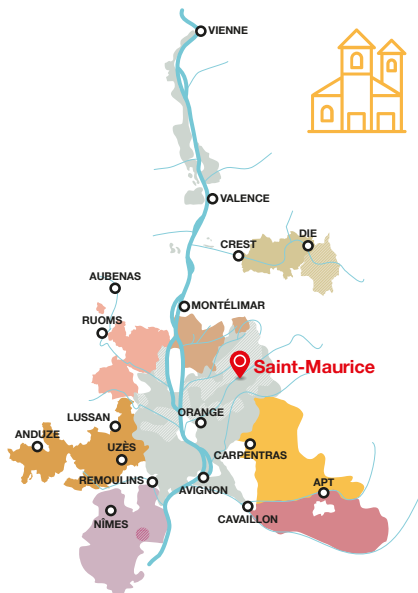 VIENNE
VALENCE
DIE
CREST
AUBENAS
MONTÉLIMAR
RUOMS
Saint-Maurice
LUSSAN
ORANGE
ANDUZE
UZÈS
CARPENTRAS
REMOULINS
AVIGNON
APT
NÎMES
CAVAILLON